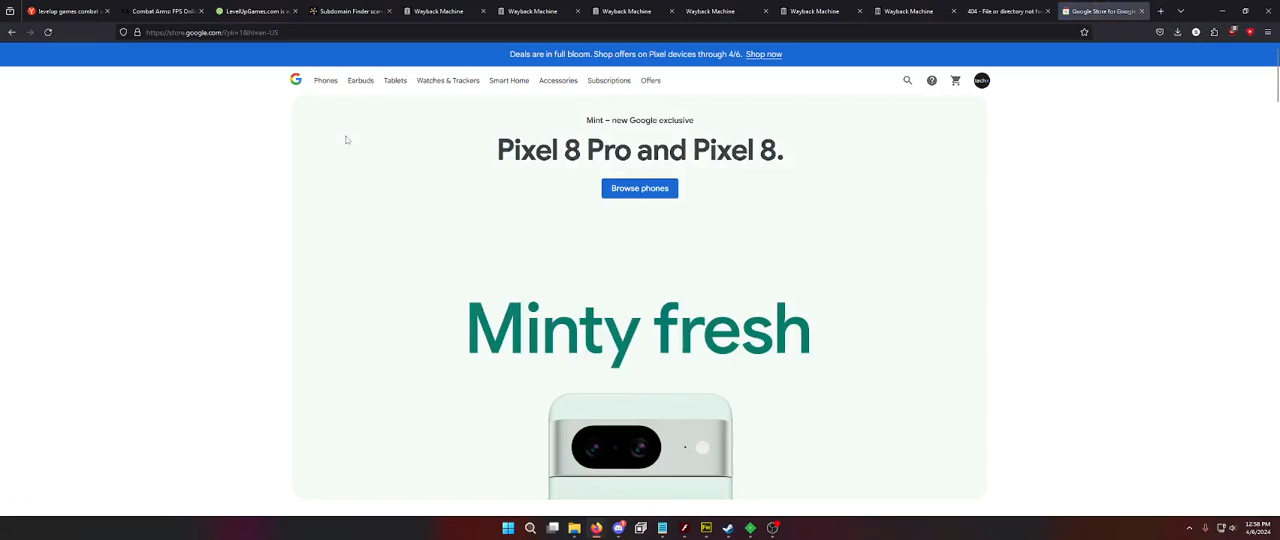 levelup games combat a
Combat Arms: FPS Onli
LevelUpGames.com is a
Subdomain Finder scan
Wayback Machine
Wayback Machine
Wayback Machine
Wayback Machine
Wayback Machine
Wayback Machine
404 - File or directory not fou
Google Store for Google
https://store.google.com/?pli=1&hl=en-US
Deals are in full bloom. Shop offers on Pixel devices through 4/6. Shop now
Phones Earbuds Tablets Watches & Trackers Smart Home Accessories Subscriptions Offers
Mint – new Google exclusive
Pixel 8 Pro and Pixel 8.
Browse phones
Minty fresh
12:58 PM
4/6/2024